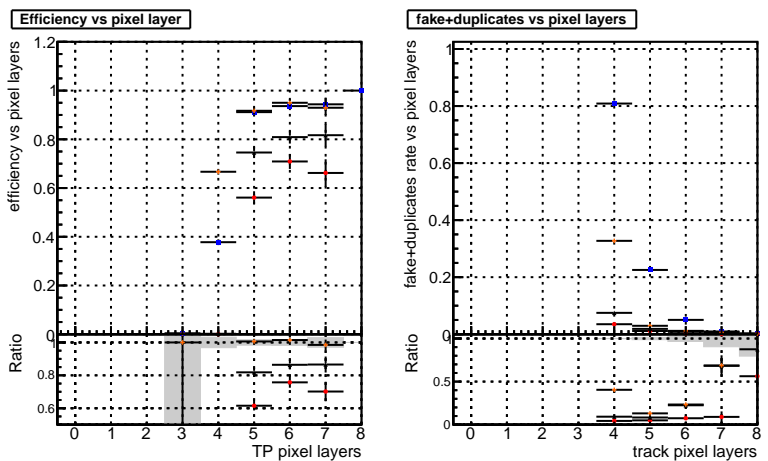 Efficiency vs pixel layer
efficiency vs pixel layers
1.2
1
0.8
0.6
0.4
0.2
0
Ratio
1
0.8
0.6
0 1 2 3 4 5 6 7 8
TP pixel layers
fake+duplicates vs pixel layers
fake+duplicates rate vs pixel layers
1
0.8
0.6
0.4
0.2
0
Ratio
1
0.5
0
0 1 2 3 4 5 6 7 8
track pixel layers